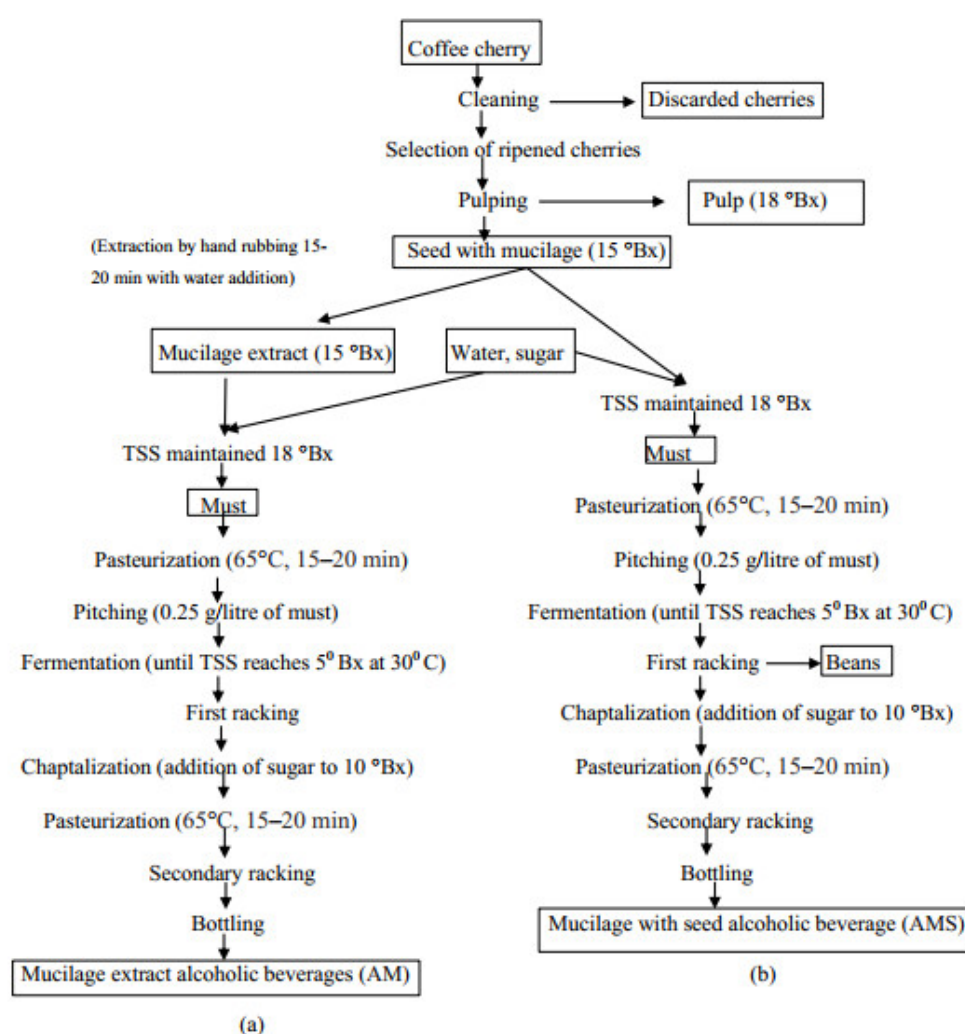 Coffee cherry
Cleaning
Discarded cherries
Selection of ripened cherries
Pulping
Pulp (18 °Bx)
(Extraction by hand rubbing 15-
20 min with water addition)
Seed with mucilage (15 °Bx)
Mucilage extract (15 °Bx)
Water, sugar
TSS maintained 18 °Bx
Must
Pasteurization (65°C, 15–20 min)
Pitching (0.25 g/litre of must)
Fermentation (until TSS reaches 5⁰ Bx at 30⁰ C)
First racking
Chaptalization (addition of sugar to 10 °Bx)
Pasteurization (65°C, 15–20 min)
Secondary racking
Bottling
Mucilage extract alcoholic beverages (AM)
(a)
TSS maintained 18 °Bx
Must
Pasteurization (65°C, 15–20 min)
Pitching (0.25 g/litre of must)
Fermentation (until TSS reaches 5⁰ Bx at 30⁰ C)
First racking
Beans
Chaptalization (addition of sugar to 10 °Bx)
Pasteurization (65°C, 15–20 min)
Secondary racking
Bottling
Mucilage with seed alcoholic beverage (AMS)
(b)